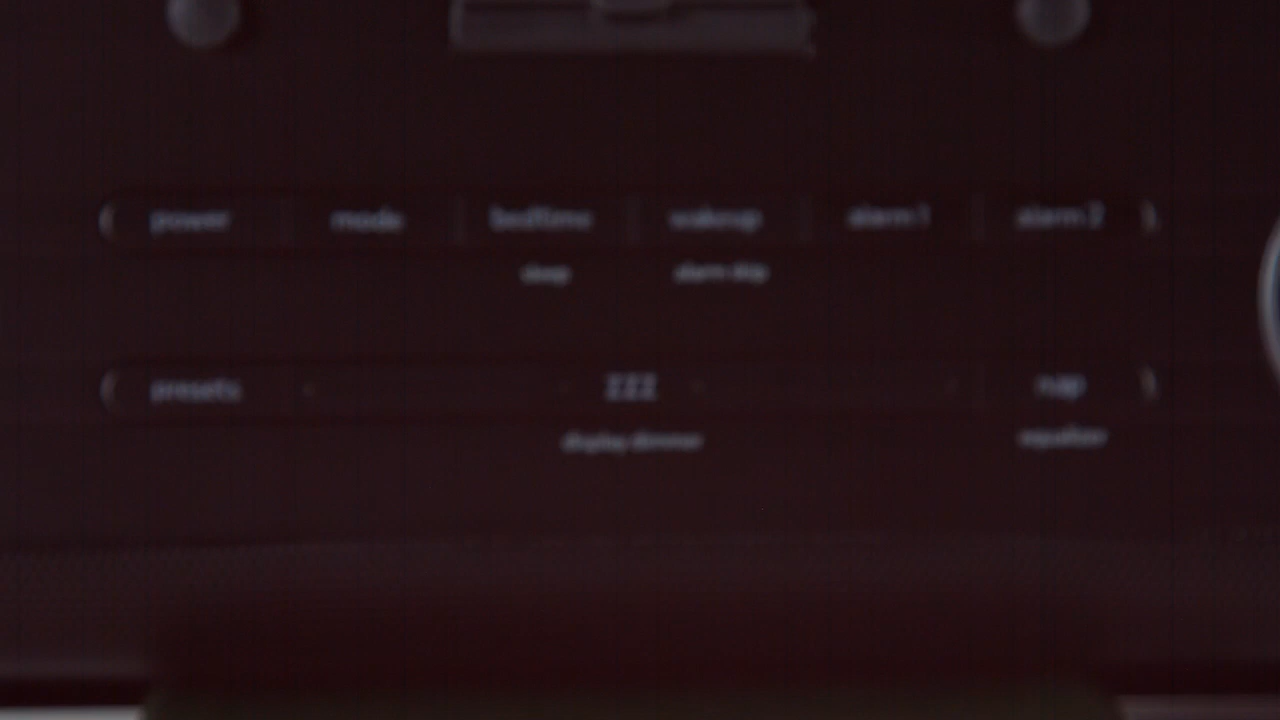 power mode bedtime wakeup alarm 1 alarm 2
sleep alarm skip
presets zzz nap
display dimmer equalizer